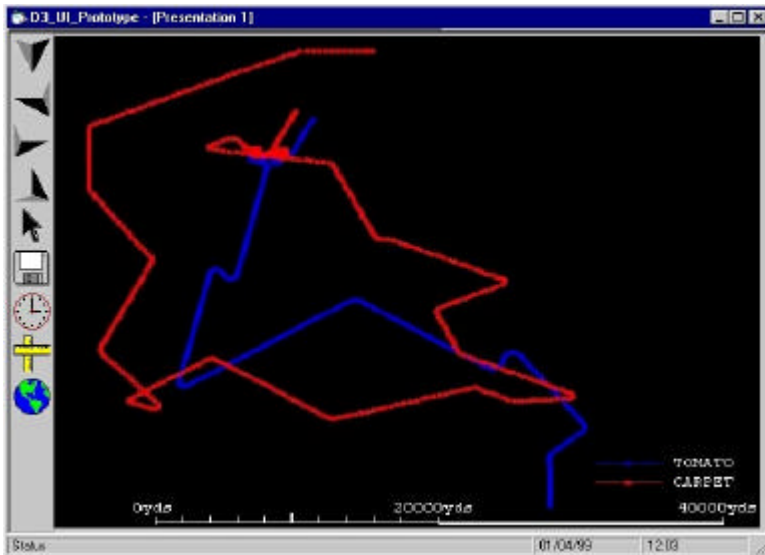 D3_UI_Prototype - [Presentation 1]
TOMATO
CARPET
0yds 20000yds 40000yds
Status 01/04/99 12:03